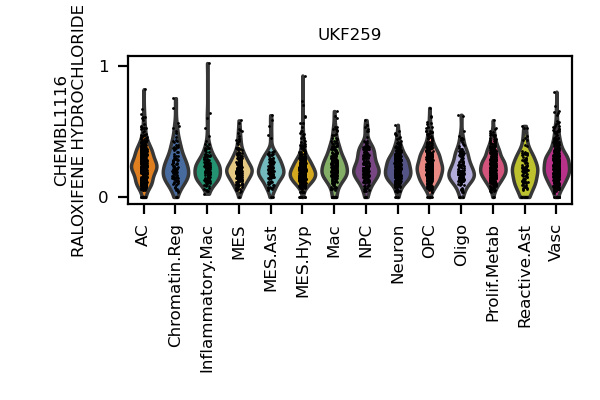 UKF259
CHEMBL1116
RALOXIFENE HYDROCHLORIDE
1
0
AC
Chromatin.Reg
Inflammatory.Mac
MES
MES.Ast
MES.Hyp
Mac
NPC
Neuron
OPC
Oligo
Prolif.Metab
Reactive.Ast
Vasc